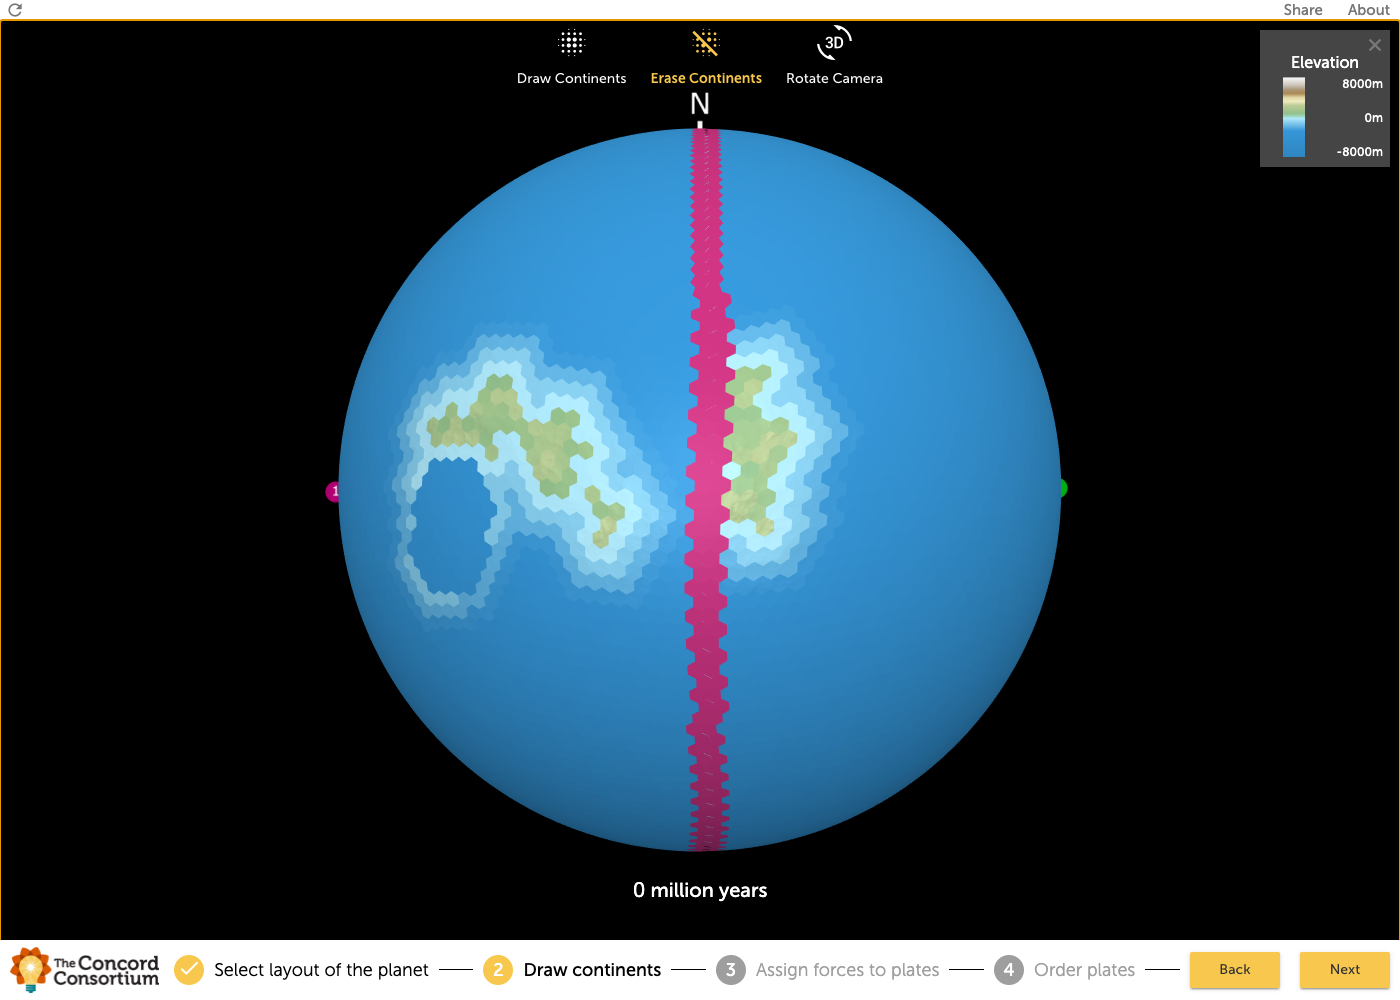 Share About
Draw Continents Erase Continents 3D Rotate Camera
Elevation
8000m
0m
-8000m
N
1
0 million years
The Concord
Consortium
Select layout of the planet 2 Draw continents 3 Assign forces to plates 4 Order plates Back Next